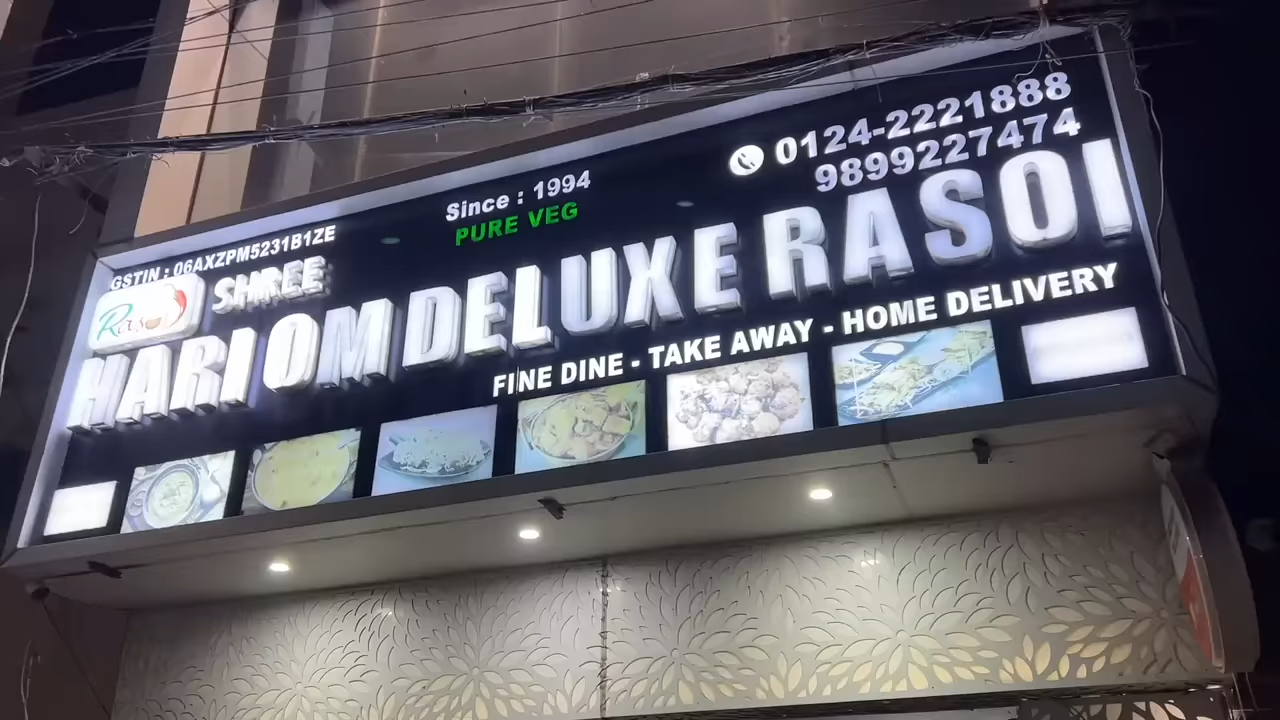 0124-2221888
9899227474
Since : 1994
PURE VEG
GSTIN : 06AXZPM5231B1ZE
Raso
SHREE
HARI OM DELUXE RASOI
FINE DINE - TAKE AWAY - HOME DELIVERY